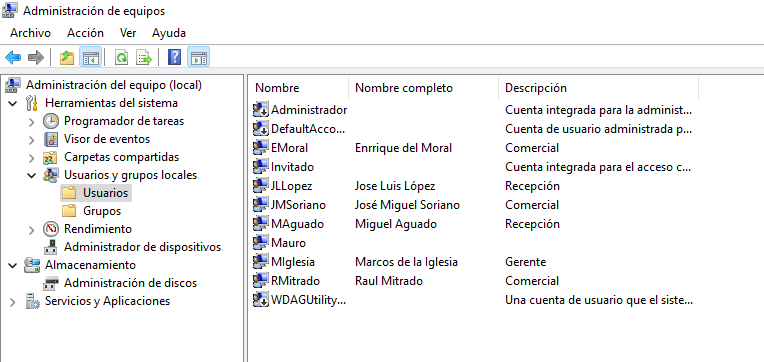 Administración de equipos
Archivo Acción Ver Ayuda
Administración del equipo (local)
Herramientas del sistema
Programador de tareas
Visor de eventos
Carpetas compartidas
Usuarios y grupos locales
Usuarios
Grupos
Rendimiento
Administrador de dispositivos
Almacenamiento
Administración de discos
Servicios y Aplicaciones
Nombre Nombre completo Descripción
Administrador Cuenta integrada para la administ...
DefaultAcco... Cuenta de usuario administrada p...
EMoral Enrrique del Moral Comercial
Invitado Cuenta integrada para el acceso c...
JLLopez Jose Luis López Recepción
JMSoriano José Miguel Soriano Comercial
MAguado Miguel Aguado Recepción
Mauro
MIglesia Marcos de la Iglesia Gerente
RMitrado Raul Mitrado Comercial
WDAGUtility... Una cuenta de usuario que el siste...